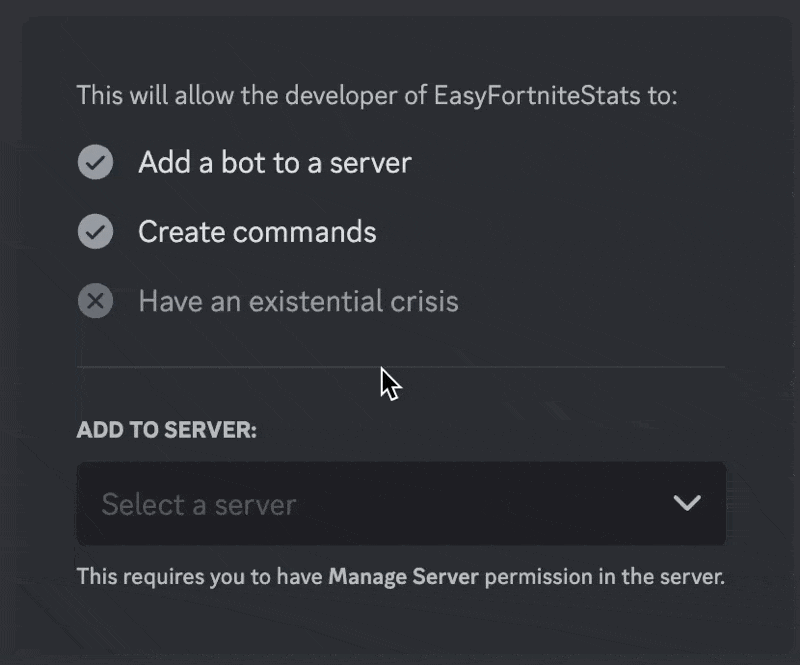 This will allow the developer of EasyFortniteStats to:
Add a bot to a server
Create commands
Have an existential crisis
ADD TO SERVER:
Select a server
This requires you to have Manage Server permission in the server.